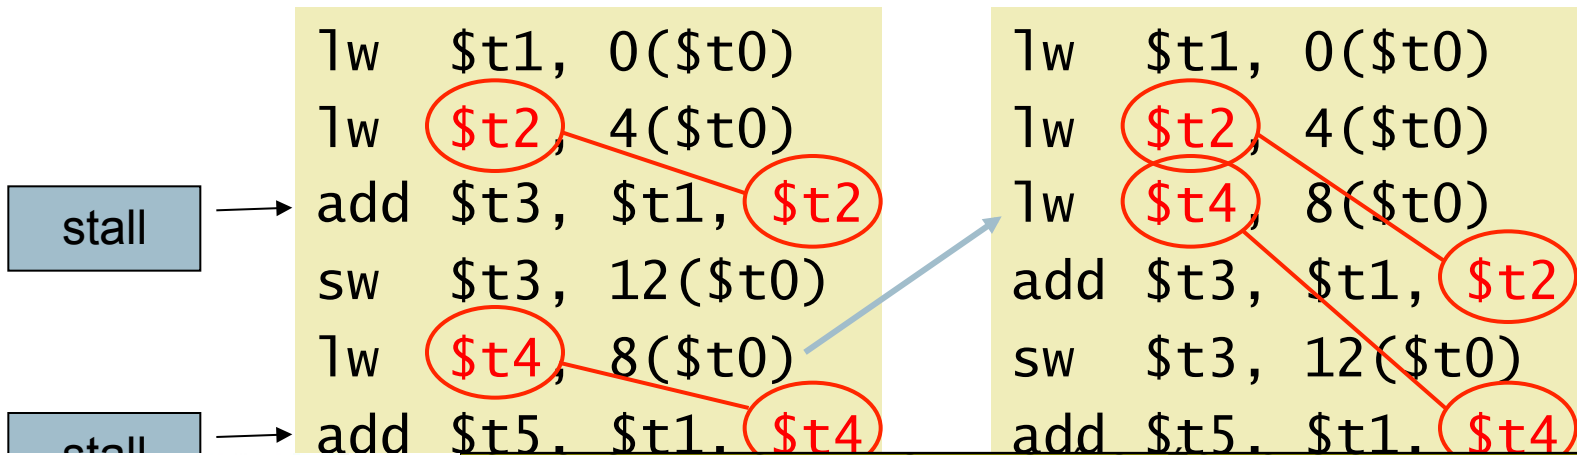 lw $t1, 0($t0)
lw $t2, 4($t0)
stall
add $t3, $t1, $t2
sw $t3, 12($t0)
lw $t4, 8($t0)
stall
add $t5, $t1, $t4
lw $t1, 0($t0)
lw $t2, 4($t0)
lw $t4, 8($t0)
add $t3, $t1, $t2
sw $t3, 12($t0)
add $t5, $t1, $t4